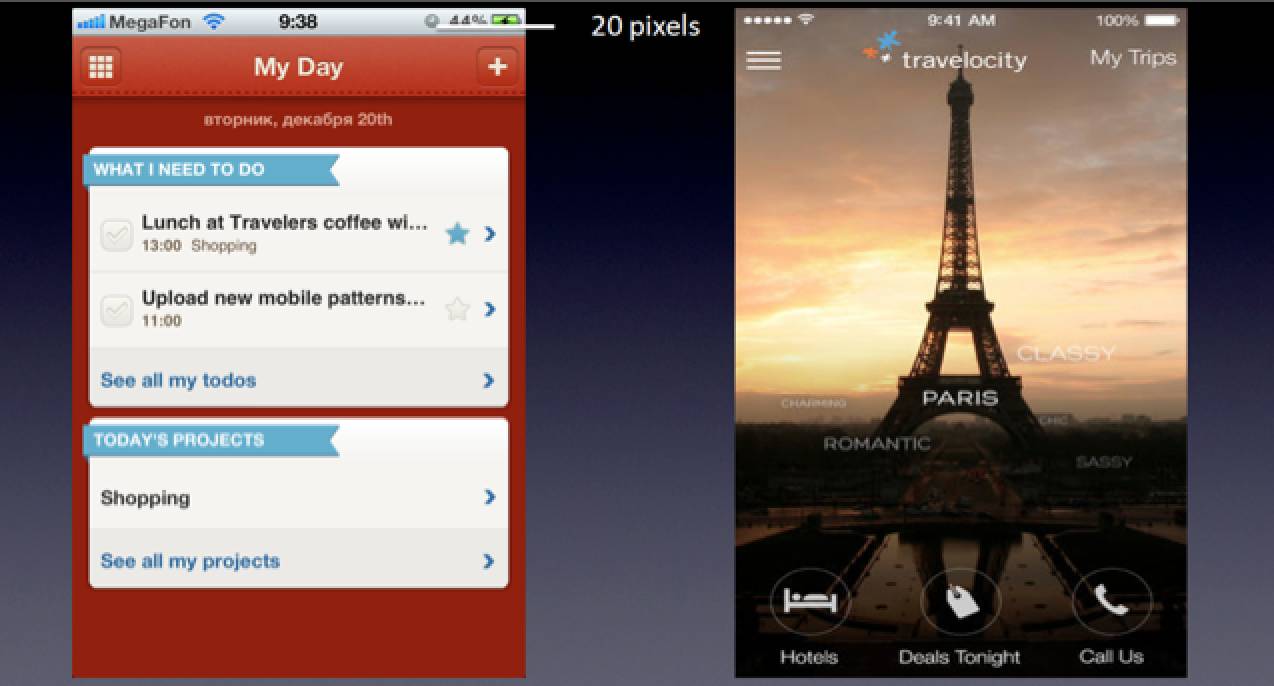 MegaFon 9:38 44%
My Day
вторник, декабря 20th
WHAT I NEED TO DO
Lunch at Travelers coffee wi...
13:00 Shopping
Upload new mobile patterns...
11:00
See all my todos
TODAY'S PROJECTS
Shopping
See all my projects
20 pixels
9:41 AM 100%
travelocity My Trips
CLASSY
PARIS
CHARMING
CHIC
ROMANTIC
SASSY
Hotels Deals Tonight Call Us